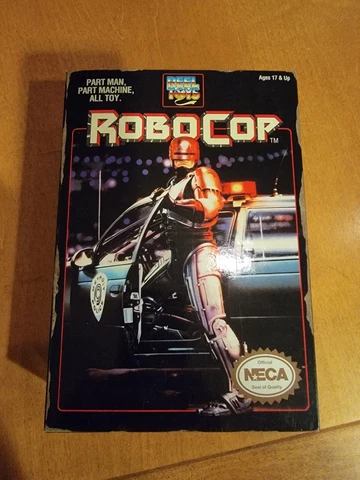 PART MAN,
PART MACHINE,
ALL TOY.
REEL
TOYS
Ages 17 & Up
ROBOCOP
TM
Official
NECA
Seal of Quality